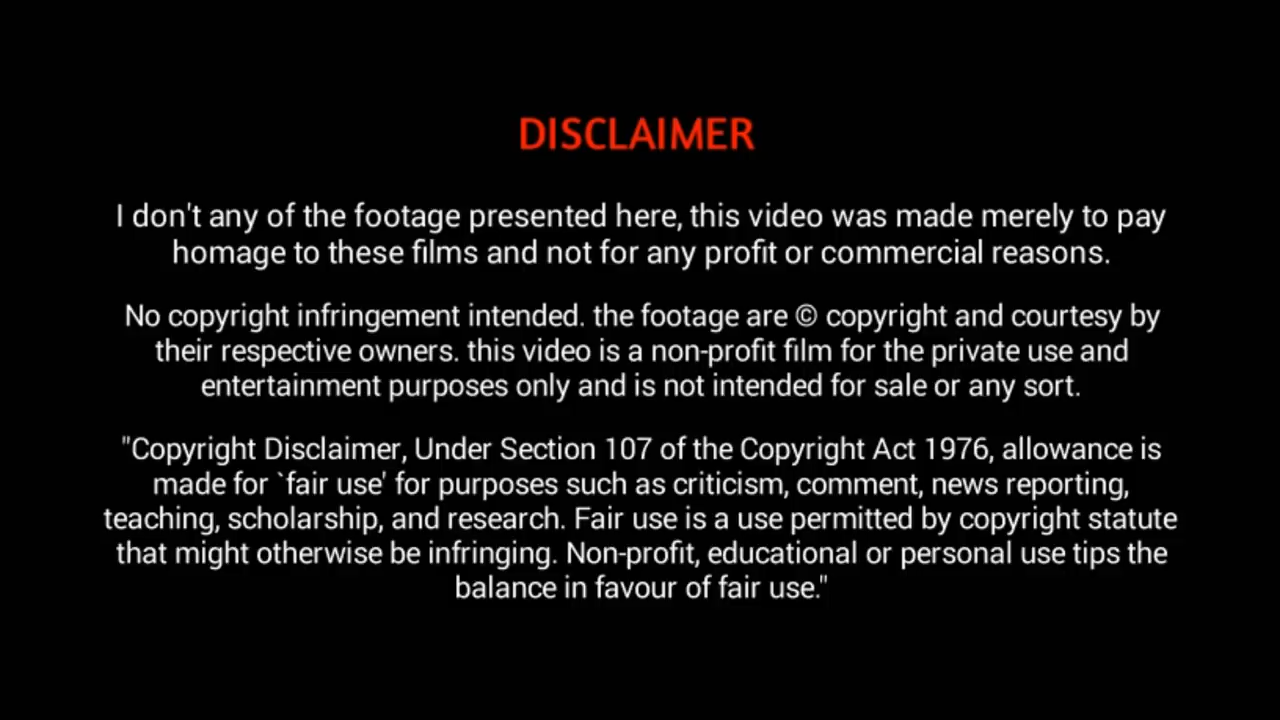 DISCLAIMER
I don't any of the footage presented here, this video was made merely to pay
homage to these films and not for any profit or commercial reasons.
No copyright infringement intended. the footage are © copyright and courtesy by
their respective owners. this video is a non-profit film for the private use and
entertainment purposes only and is not intended for sale or any sort.
"Copyright Disclaimer, Under Section 107 of the Copyright Act 1976, allowance is
made for `fair use' for purposes such as criticism, comment, news reporting,
teaching, scholarship, and research. Fair use is a use permitted by copyright statute
that might otherwise be infringing. Non-profit, educational or personal use tips the
balance in favour of fair use."